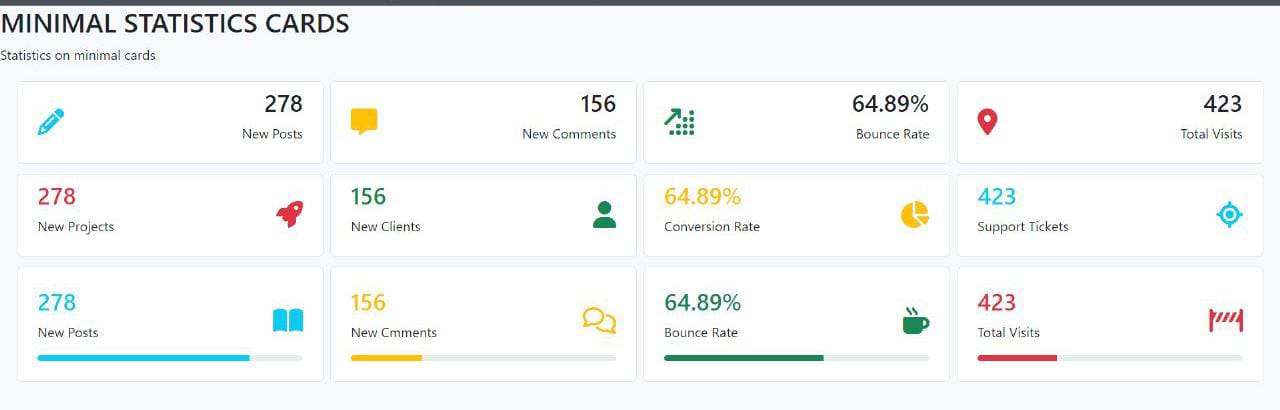 MINIMAL STATISTICS CARDS
Statistics on minimal cards
278
New Posts
156
New Comments
64.89%
Bounce Rate
423
Total Visits
278
New Projects
156
New Clients
64.89%
Conversion Rate
423
Support Tickets
278
New Posts
156
New Cmments
64.89%
Bounce Rate
423
Total Visits